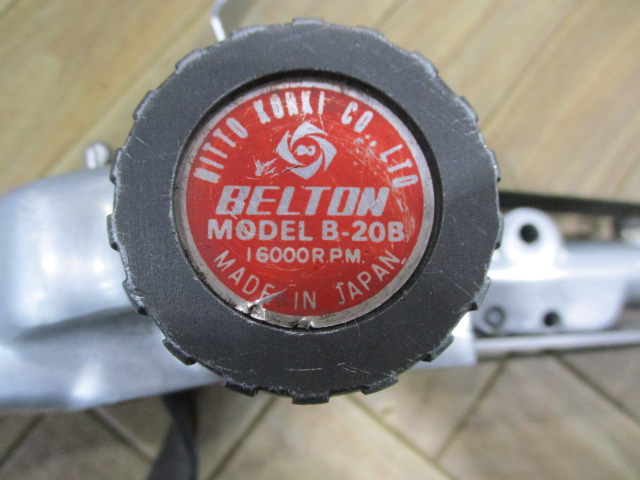 NITTO KOHKI CO., LTD
BELTON
MODEL B-20B
16000R.P.M.
MADE IN JAPAN